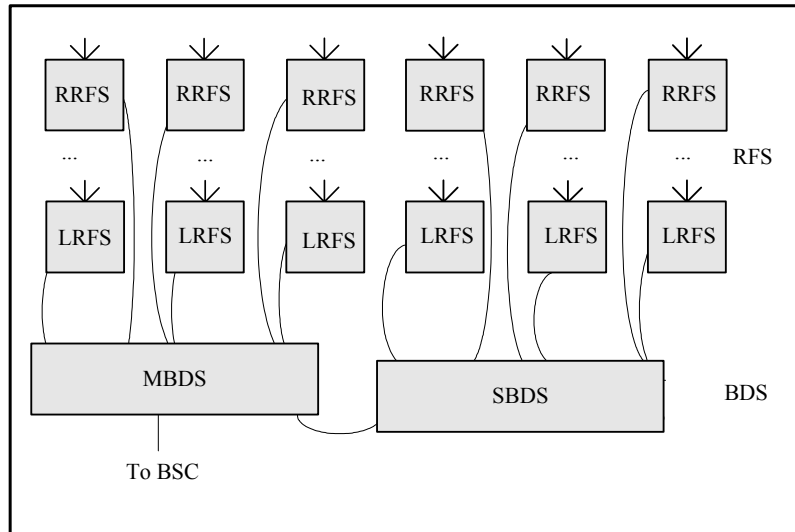 RRFS RRFS RRFS RRFS RRFS RRFS
... ... ... ... ... ... RFS
LRFS LRFS LRFS LRFS LRFS LRFS
MBDS
SBDS BDS
To BSC